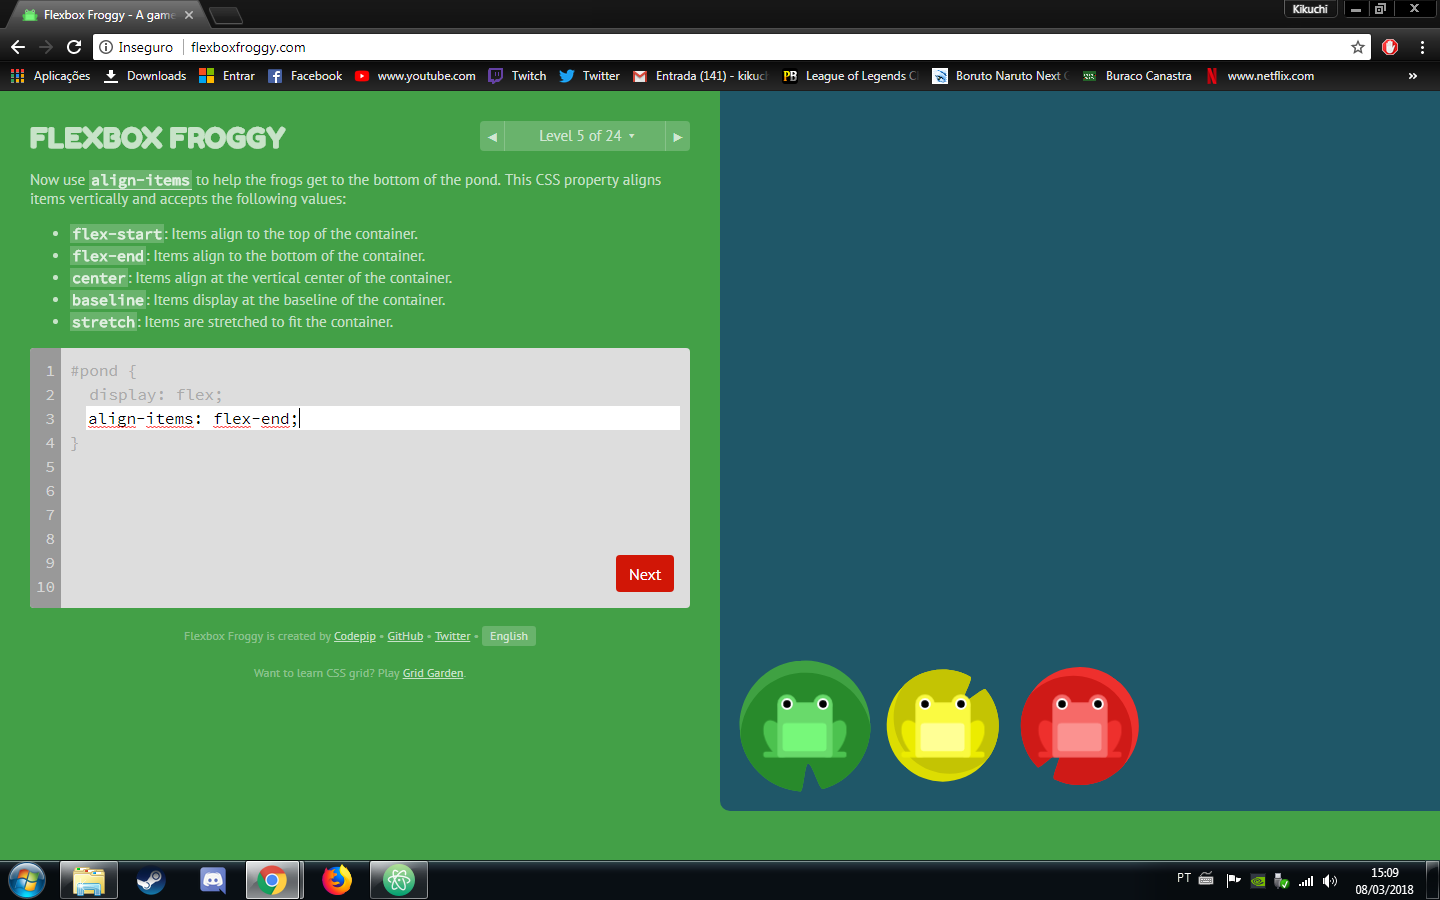 Flexbox Froggy - A game
Kikuchi
Inseguro
flexboxfroggy.com
Aplicações
Downloads
Entrar
Facebook
www.youtube.com
Twitch
Twitter
Entrada (141) - kikuch
League of Legends C
Boruto Naruto Next G
Buraco Canastra
www.netflix.com
»
FLEXBOX FROGGY
Level 5 of 24
Now use align-items to help the frogs get to the bottom of the pond. This CSS property aligns
items vertically and accepts the following values:
• flex-start: Items align to the top of the container.
• flex-end: Items align to the bottom of the container.
• center: Items align at the vertical center of the container.
• baseline: Items display at the baseline of the container.
• stretch: Items are stretched to fit the container.
1 #pond {
2 display: flex;
3 align-items: flex-end;
4 }
5
6
7
8
9
10
Next
Flexbox Froggy is created by Codepip • GitHub • Twitter • English
Want to learn CSS grid? Play Grid Garden.
PT
15:09
08/03/2018